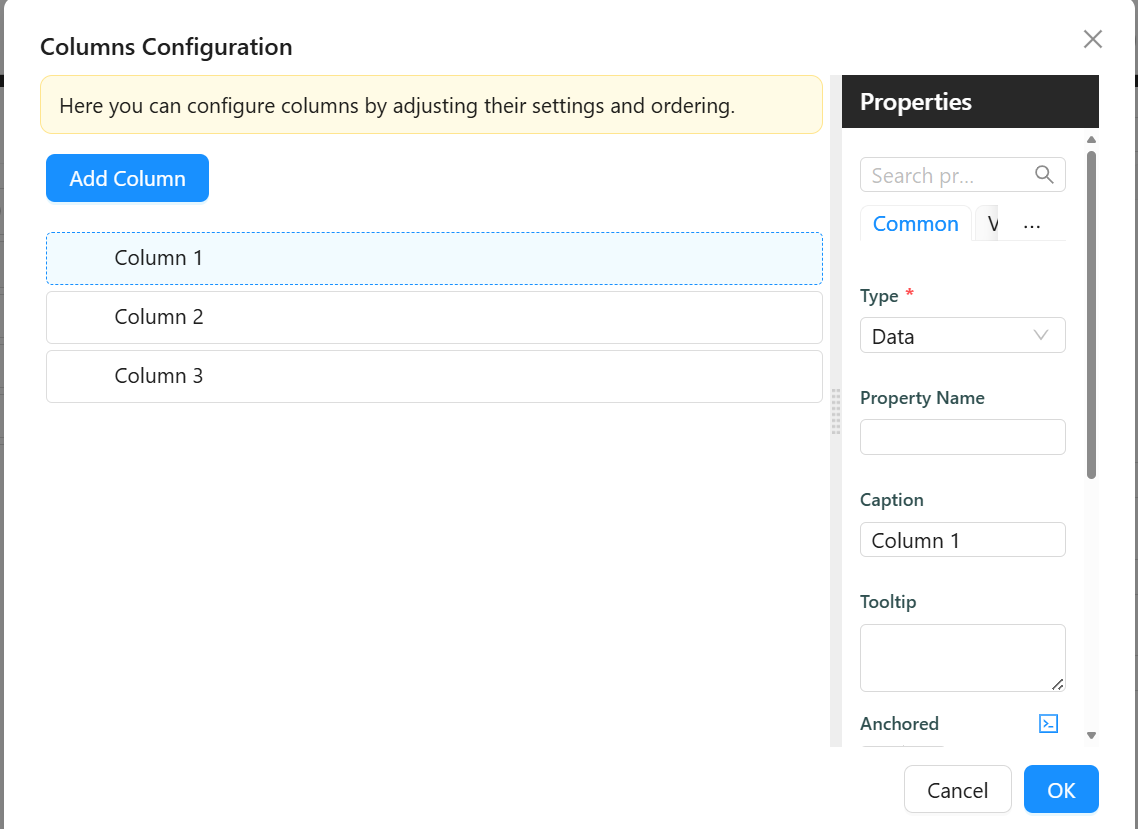 Columns Configuration
Here you can configure columns by adjusting their settings and ordering.
Add Column
Column 1
Column 2
Column 3
Properties
Search pr...
Common V ...
Type *
Data
Property Name
Caption
Column 1
Tooltip
Anchored
Cancel OK